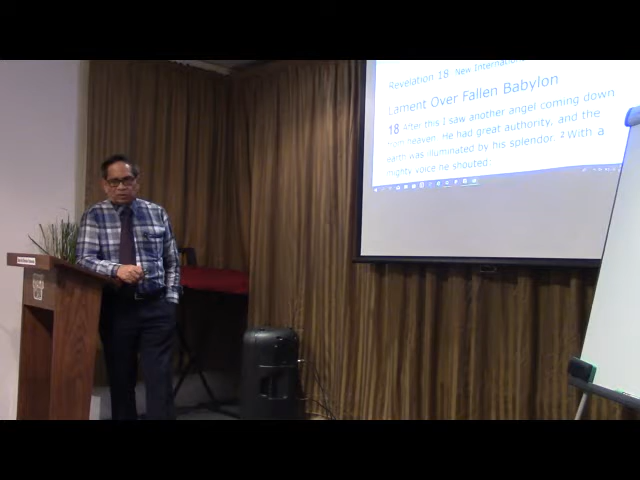 Revelation 18 New International
Lament Over Fallen Babylon
18 After this I saw another angel coming down
from heaven. He had great authority, and the
earth was illuminated by his splendor. 2 With a
mighty voice he shouted: